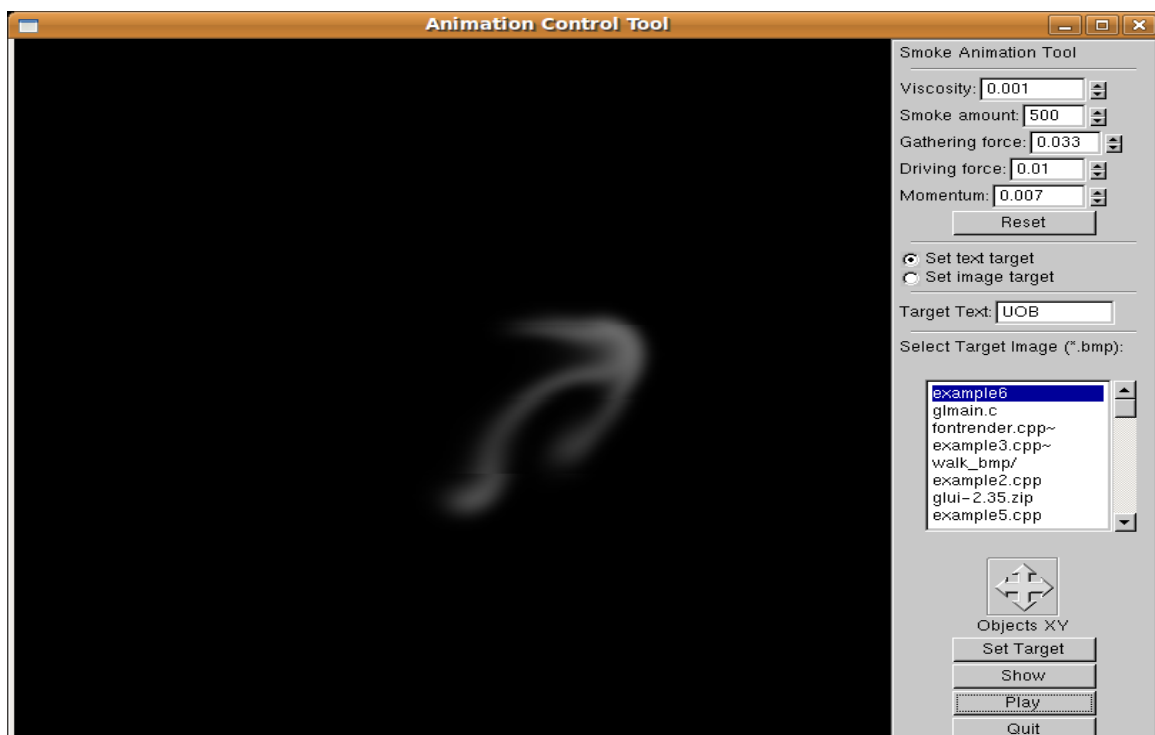 Animation Control Tool
Smoke Animation Tool
Viscosity: 0.001
Smoke amount: 500
Gathering force: 0.033
Driving force: 0.01
Momentum: 0.007
Reset
Set text target
Set image target
Target Text: UOB
Select Target Image (*.bmp):
example6
glmain.c
fontrender.cpp~
example3.cpp~
walk_bmp/
example2.cpp
glui-2.35.zip
example5.cpp
Objects XY
Set Target
Show
Play
Quit